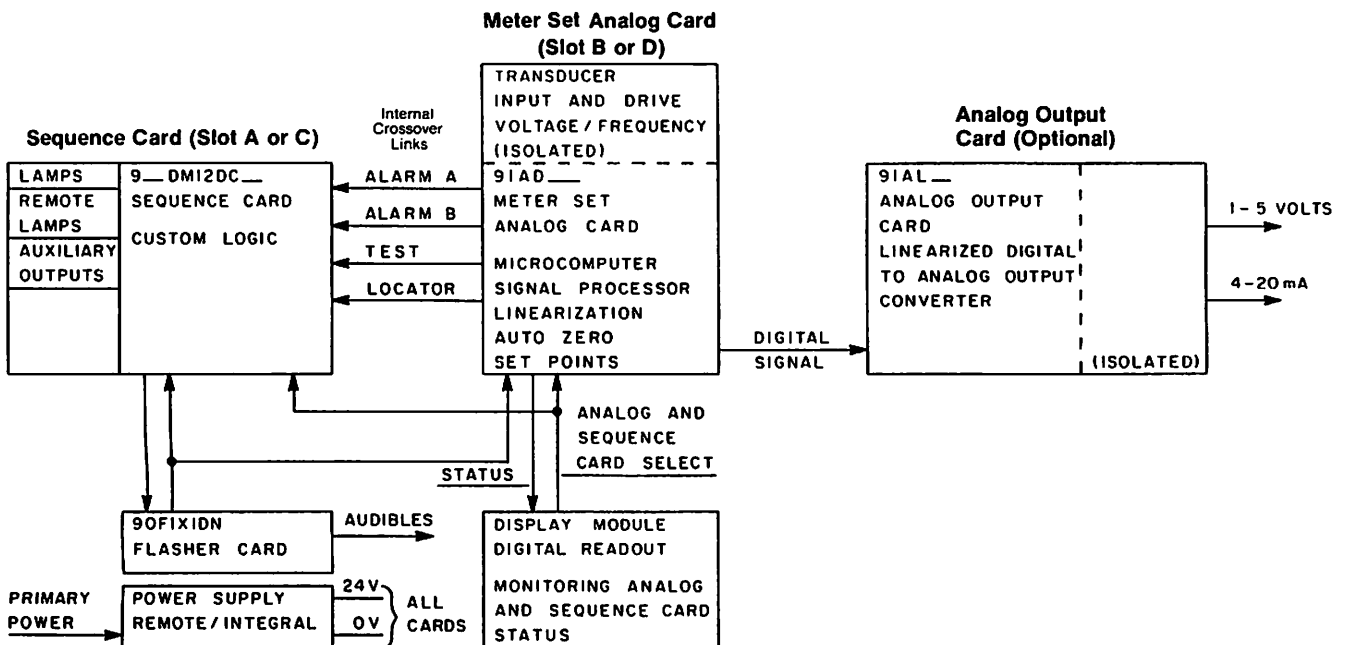 Meter Set Analog Card
(Slot B or D)
TRANSDUCER
INPUT AND DRIVE
VOLTAGE / FREQUENCY
(ISOLATED)
91AD___
METER SET
ANALOG CARD
MICROCOMPUTER
SIGNAL PROCESSOR
LINEARIZATION
AUTO ZERO
SET POINTS
Internal
Crossover
Links
ALARM A
ALARM B
TEST
LOCATOR
Sequence Card (Slot A or C)
LAMPS
REMOTE
LAMPS
AUXILIARY
OUTPUTS
9__DM12DC__
SEQUENCE CARD
CUSTOM LOGIC
Analog Output
Card (Optional)
91AL__
ANALOG OUTPUT
CARD
LINEARIZED DIGITAL
TO ANALOG OUTPUT
CONVERTER
(ISOLATED)
1-5 VOLTS
4-20mA
DIGITAL
SIGNAL
ANALOG AND
SEQUENCE
CARD SELECT
STATUS
90FIXIDN
FLASHER CARD
AUDIBLES
DISPLAY MODULE
DIGITAL READOUT
MONITORING ANALOG
AND SEQUENCE CARD
STATUS
PRIMARY
POWER
POWER SUPPLY
REMOTE/INTEGRAL
24V
0V
ALL
CARDS